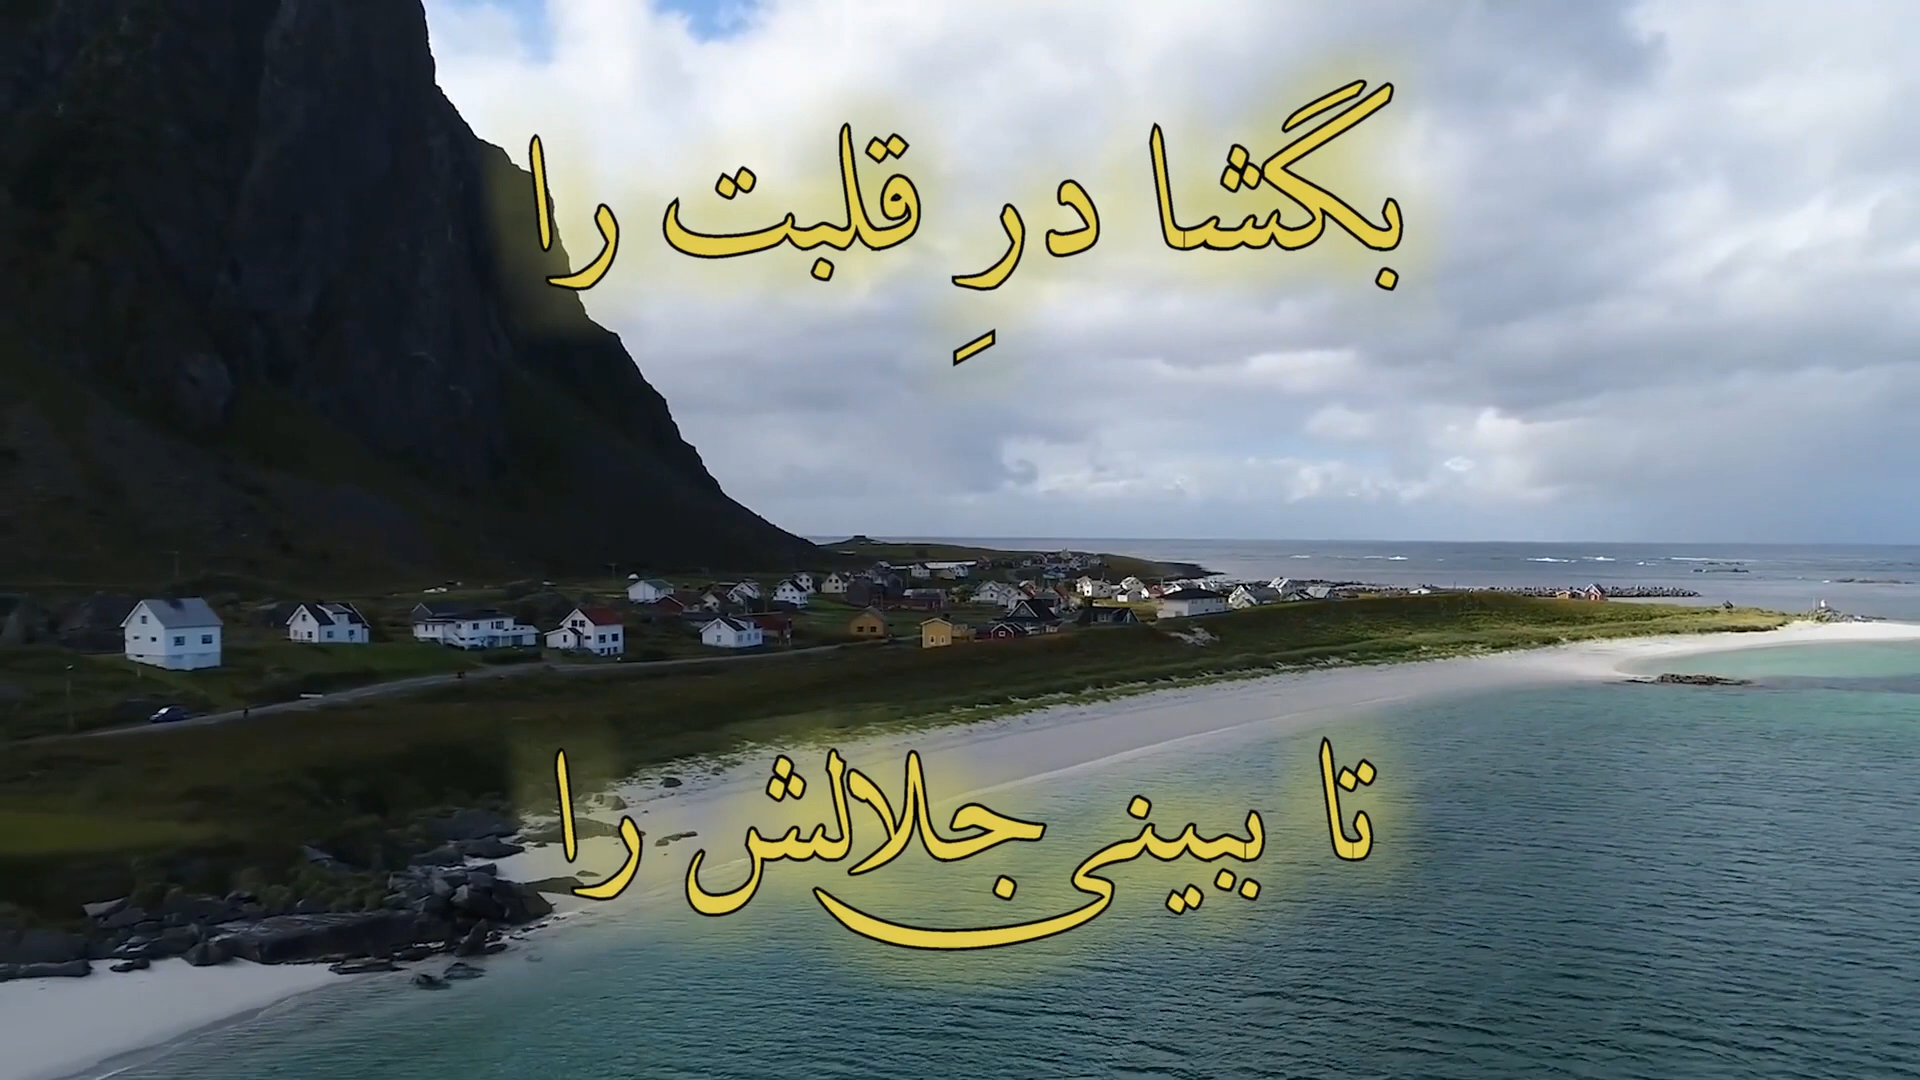 بگشا درِ قلبت را
تا ببینی جلالش را